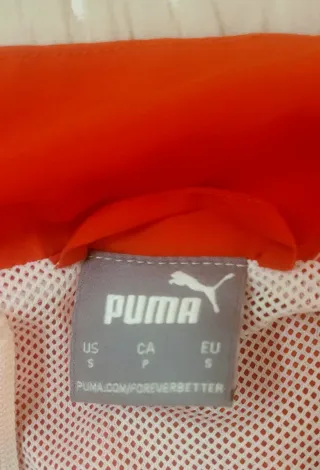 PUMA
US CA EU
S P S
PUMA.COM/FOREVERBETTER